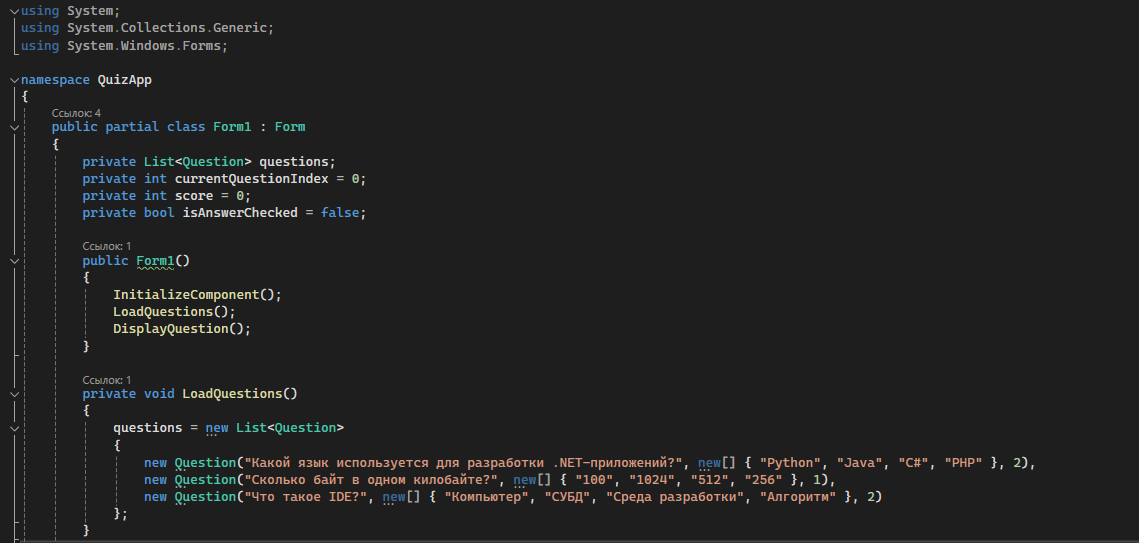 using System;
using System.Collections.Generic;
using System.Windows.Forms;
namespace QuizApp
{
Ссылок: 4
public partial class Form1 : Form
{
private List<Question> questions;
private int currentQuestionIndex = 0;
private int score = 0;
private bool isAnswerChecked = false;
Ссылок: 1
public Form1()
{
InitializeComponent();
LoadQuestions();
DisplayQuestion();
}
Ссылок: 1
private void LoadQuestions()
{
questions = new List<Question>
{
new Question("Какой язык используется для разработки .NET-приложений?", new[] { "Python", "Java", "C#", "PHP" }, 2),
new Question("Сколько байт в одном килобайте?", new[] { "100", "1024", "512", "256" }, 1),
new Question("Что такое IDE?", new[] { "Компьютер", "СУБД", "Среда разработки", "Алгоритм" }, 2)
};
}